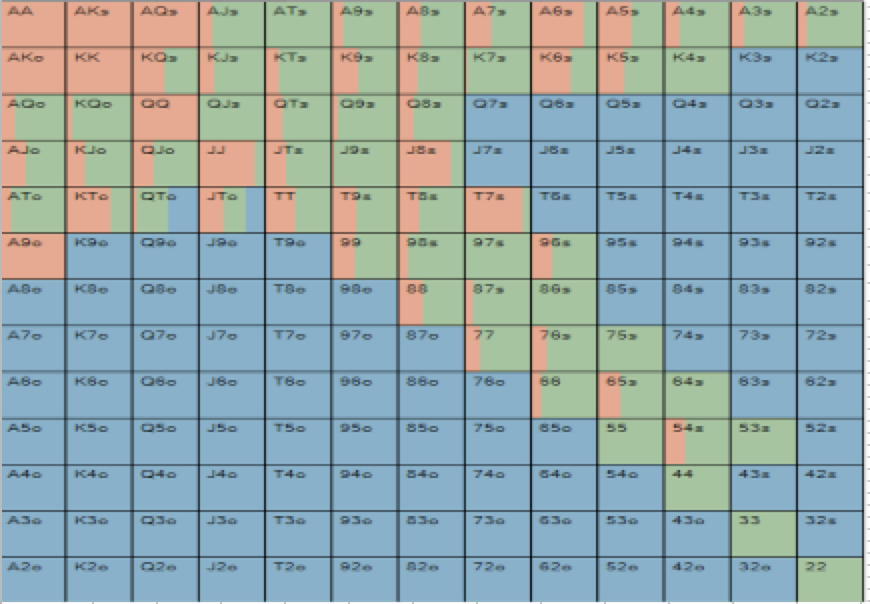 AA AKs AQs AJs ATs A9s A8s A7s A6s A5s A4s A3s A2s
AKo KK KQs KJs KTs K9s K8s K7s K6s K5s K4s K3s K2s
AQo KQo QQ QJs QTs Q9s Q8s Q7s Q6s Q5s Q4s Q3s Q2s
AJo KJo QJo JJ JTs J9s J8s J7s J6s J5s J4s J3s J2s
ATo KTo QTo JTo TT T9s T8s T7s T6s T5s T4s T3s T2s
A9o K9o Q9o J9o T9o 99 98s 97s 96s 95s 94s 93s 92s
A8o K8o Q8o J8o T8o 98o 88 87s 86s 85s 84s 83s 82s
A7o K7o Q7o J7o T7o 97o 87o 77 76s 75s 74s 73s 72s
A6o K6o Q6o J6o T6o 96o 86o 76o 66 65s 64s 63s 62s
A5o K5o Q5o J5o T5o 95o 85o 75o 65o 55 54s 53s 52s
A4o K4o Q4o J4o T4o 94o 84o 74o 64o 54o 44 43s 42s
A3o K3o Q3o J3o T3o 93o 83o 73o 63o 53o 43o 33 32s
A2o K2o Q2o J2o T2o 92o 82o 72o 62o 52o 42o 32o 22